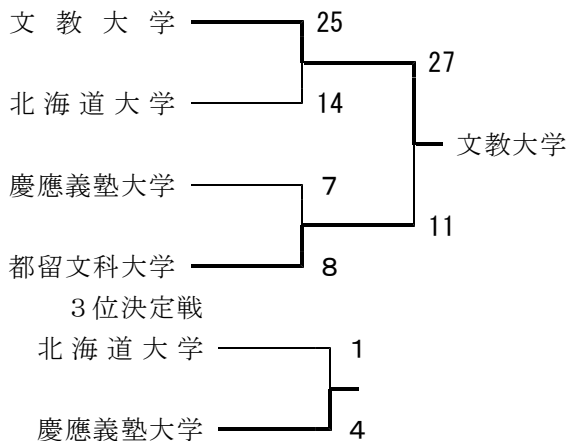 文教大学
25
27
北海道大学
14
文教大学
慶應義塾大学
7
11
都留文科大学
8
3位決定戦
北海道大学
1
慶應義塾大学
4